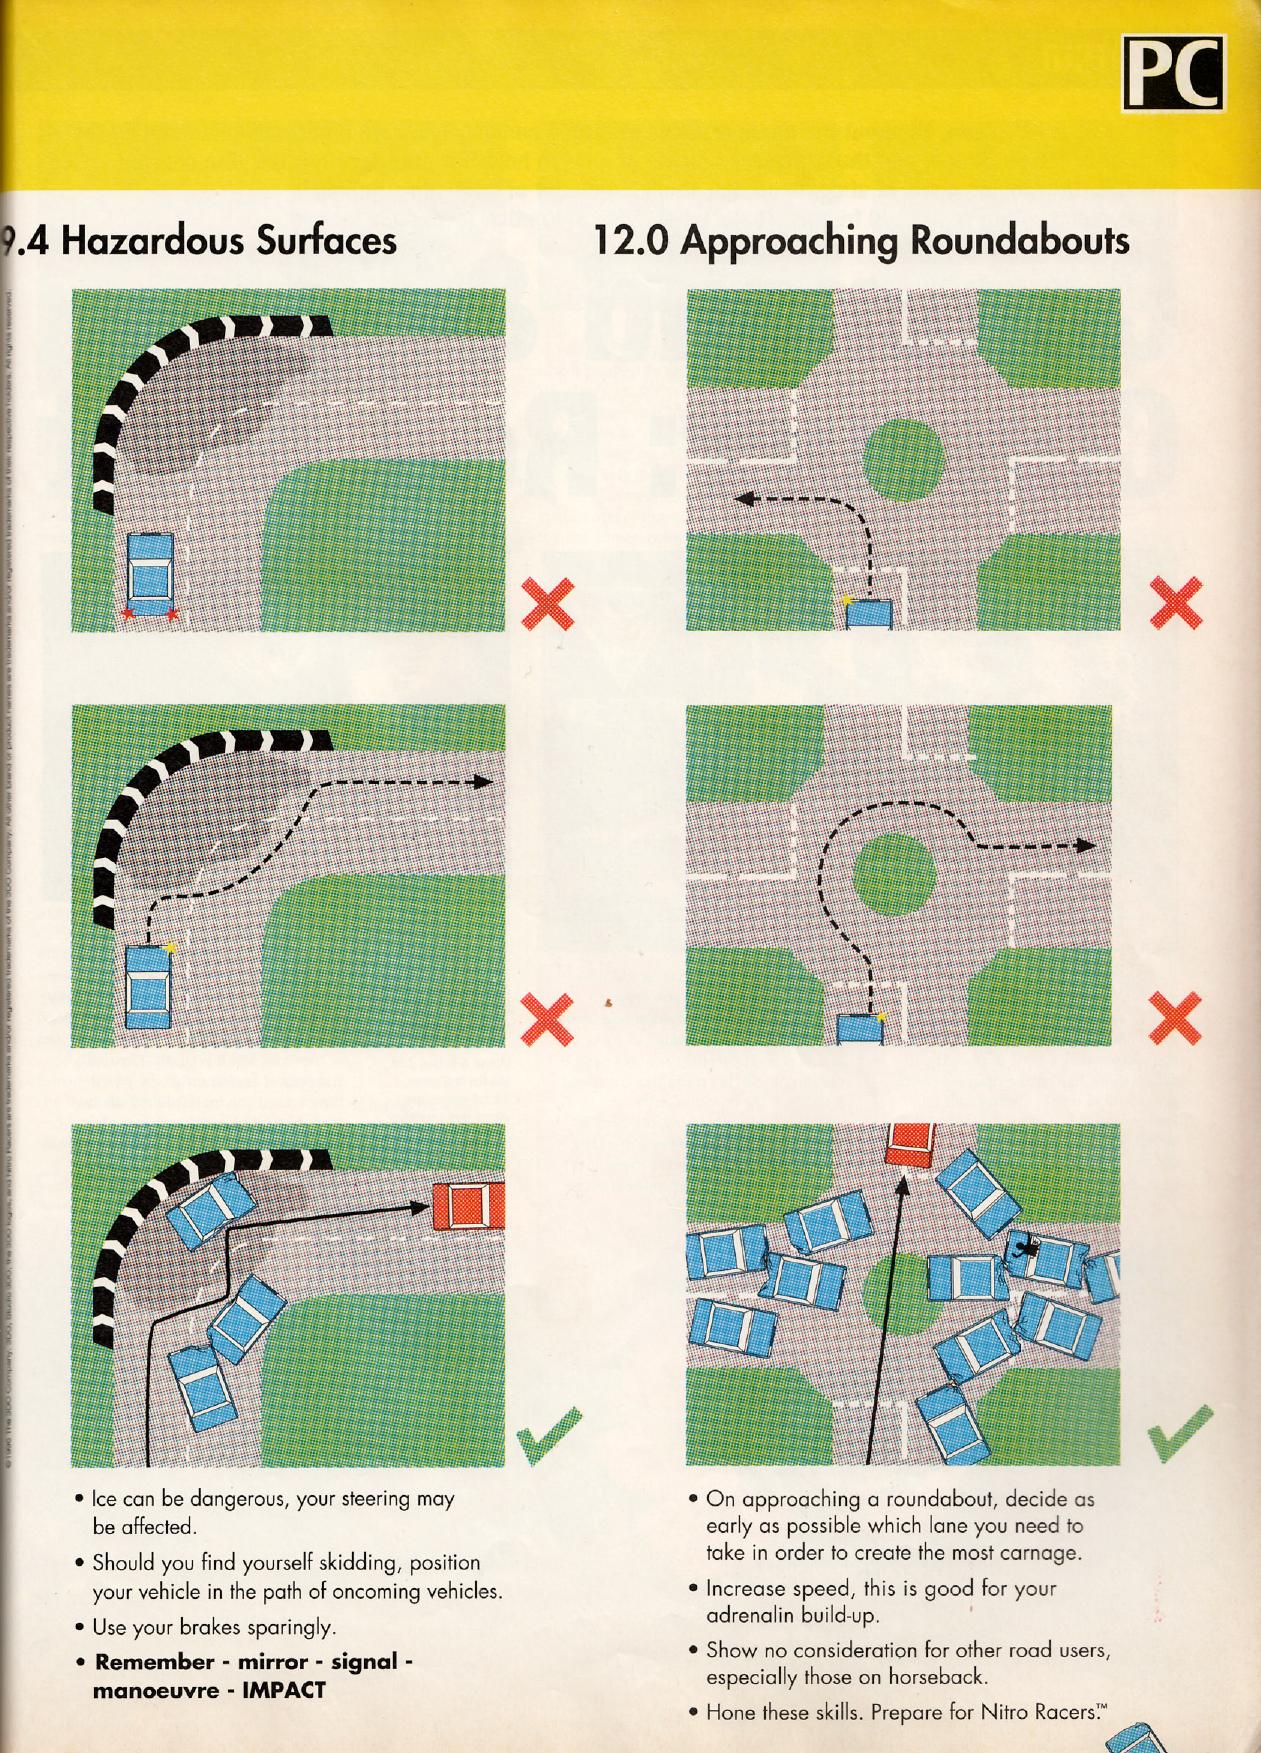 PC
9.4 Hazardous Surfaces
• Ice can be dangerous, your steering may
be affected.
• Should you find yourself skidding, position
your vehicle in the path of oncoming vehicles.
• Use your brakes sparingly.
• Remember - mirror - signal -
manoeuvre - IMPACT
12.0 Approaching Roundabouts
• On approaching a roundabout, decide as
early as possible which lane you need to
take in order to create the most carnage.
• Increase speed, this is good for your
adrenalin build-up.
• Show no consideration for other road users,
especially those on horseback.
• Hone these skills. Prepare for Nitro Racers.™